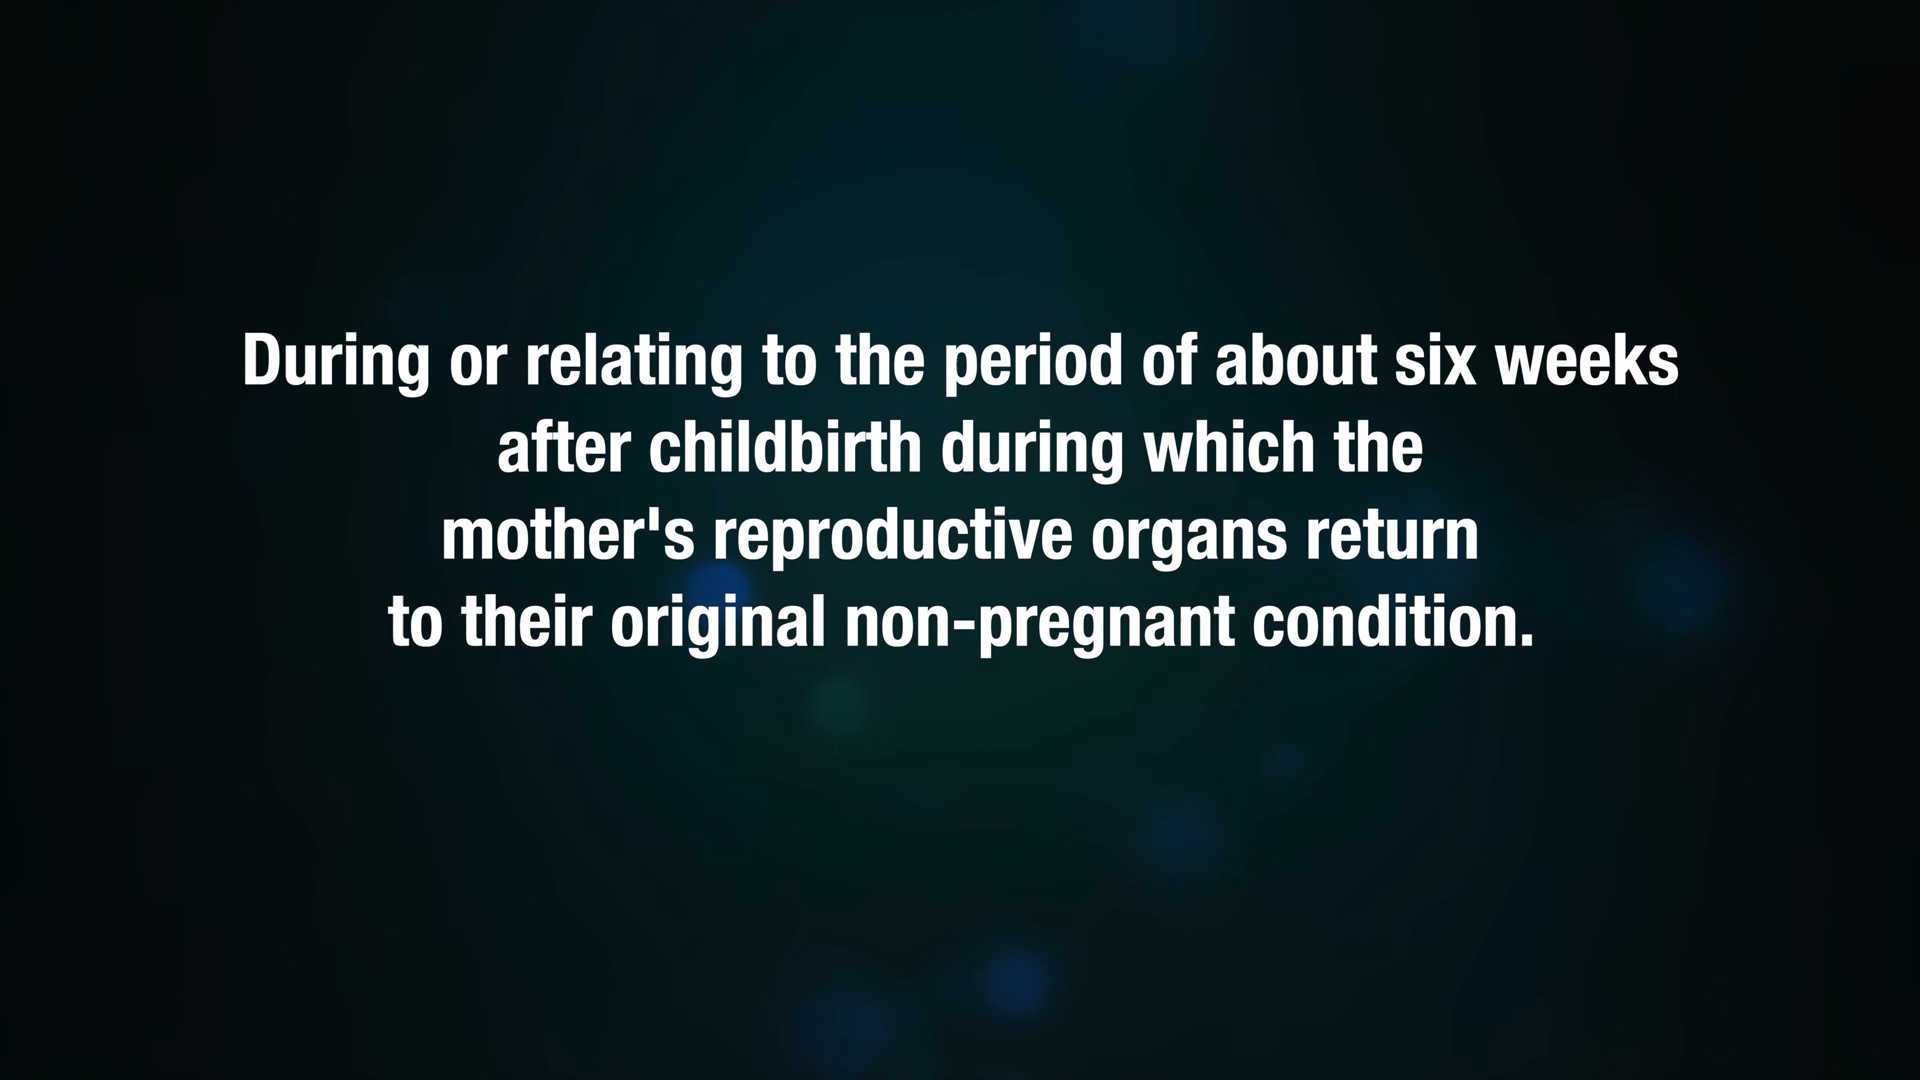 During or relating to the period of about six weeks
after childbirth during which the
mother's reproductive organs return
to their original non-pregnant condition.